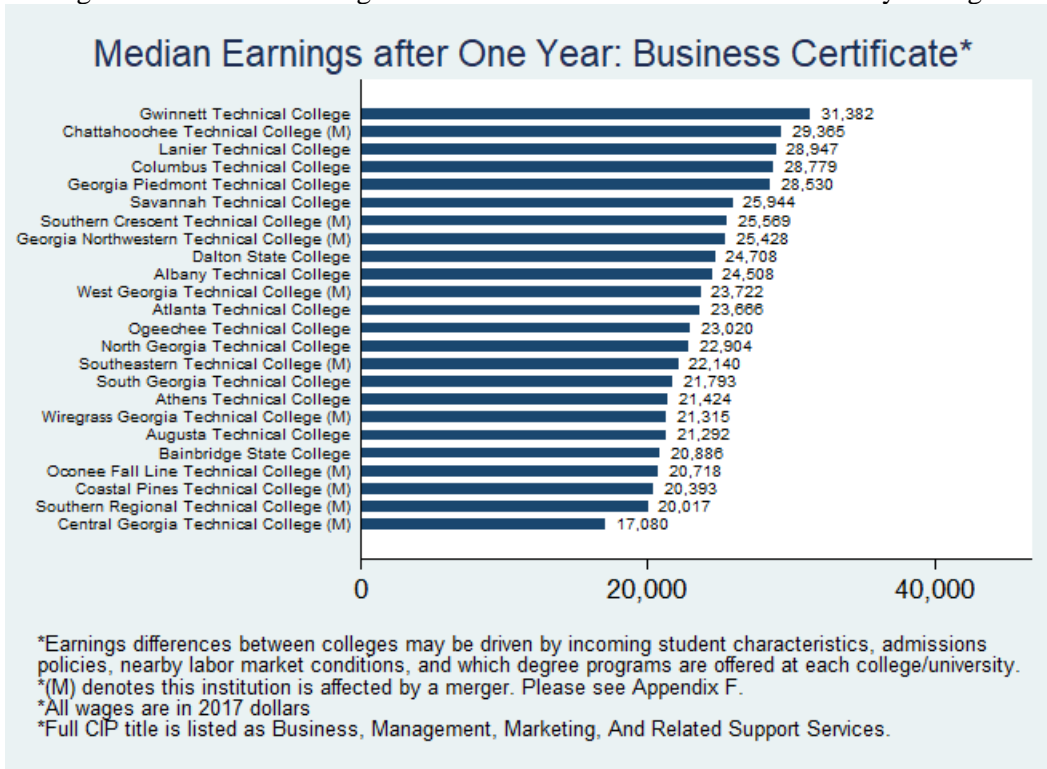 Median Earnings after One Year: Business Certificate*
Gwinnett Technical College 31,382
Chattahoochee Technical College (M) 29,365
Lanier Technical College 28,947
Columbus Technical College 28,779
Georgia Piedmont Technical College 28,530
Savannah Technical College 25,944
Southern Crescent Technical College (M) 25,569
Georgia Northwestern Technical College (M) 25,428
Dalton State College 24,708
Albany Technical College 24,508
West Georgia Technical College (M) 23,722
Atlanta Technical College 23,666
Ogeechee Technical College 23,020
North Georgia Technical College 22,904
Southeastern Technical College (M) 22,140
South Georgia Technical College 21,793
Athens Technical College 21,424
Wiregrass Georgia Technical College (M) 21,315
Augusta Technical College 21,292
Bainbridge State College 20,886
Oconee Fall Line Technical College (M) 20,718
Coastal Pines Technical College (M) 20,393
Southern Regional Technical College (M) 20,017
Central Georgia Technical College (M) 17,080
0 20,000 40,000
*Earnings differences between colleges may be driven by incoming student characteristics, admissions
policies, nearby labor market conditions, and which degree programs are offered at each college/university.
*(M) denotes this institution is affected by a merger. Please see Appendix F.
*All wages are in 2017 dollars
*Full CIP title is listed as Business, Management, Marketing, And Related Support Services.